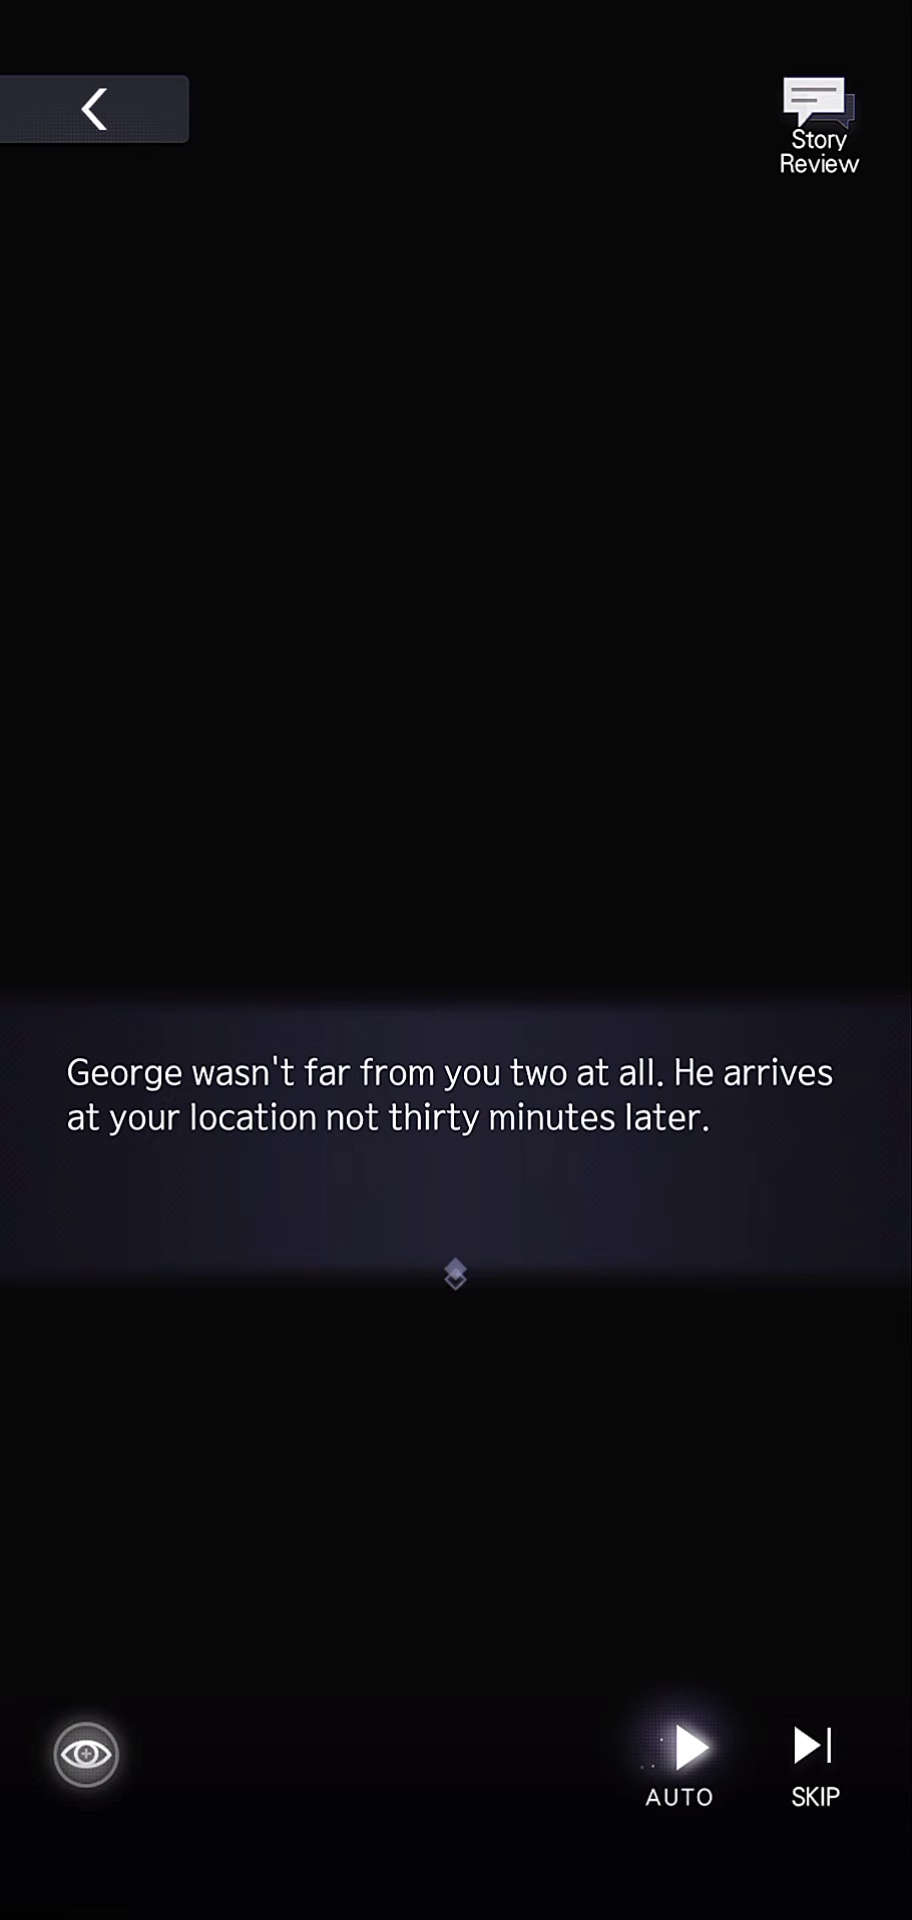 Story
Review
George wasn't far from you two at all. He arrives
at your location not thirty minutes later.
AUTO
SKIP